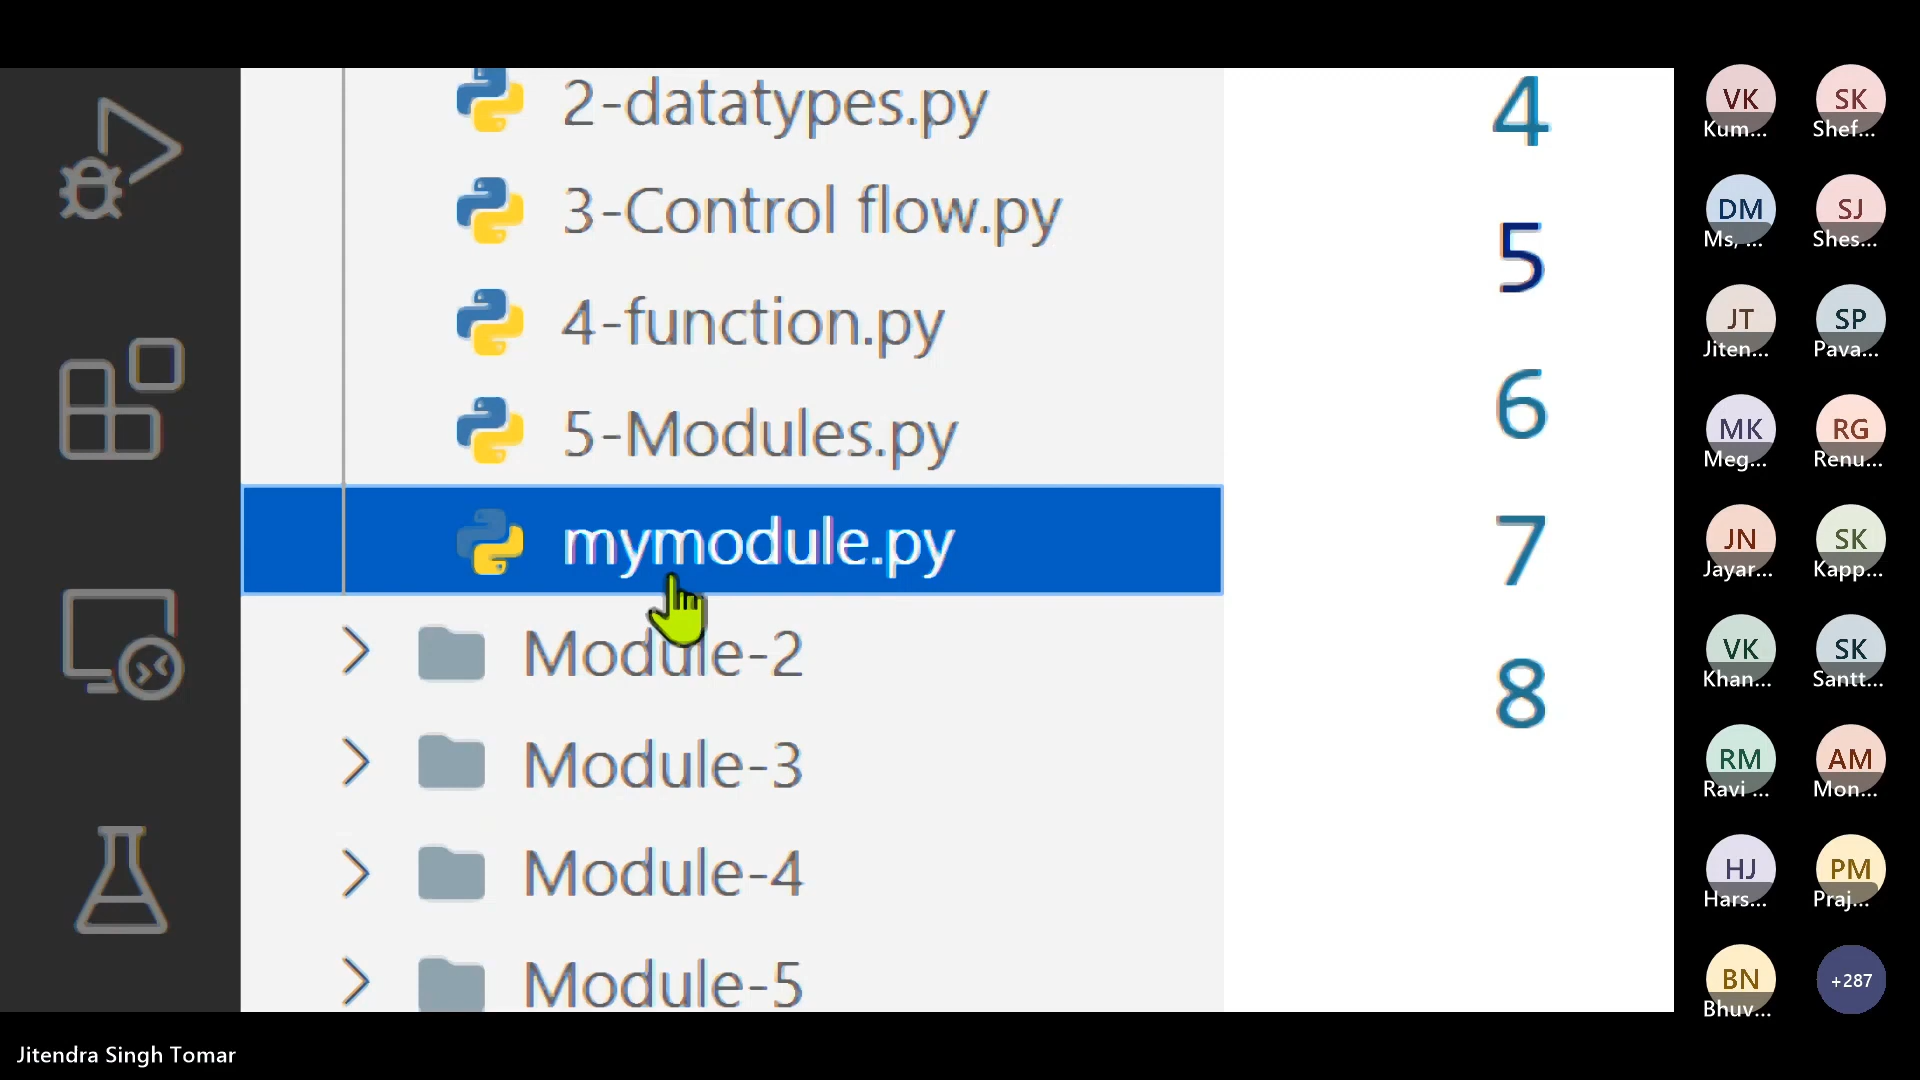 2-datatypes.py
3-Control flow.py
4-function.py
5-Modules.py
mymodule.py
Module-2
Module-3
Module-4
Module-5
4
5
6
7
8
VK
Kum...
SK
Shef...
DM
Ms, ...
SJ
Shes...
JT
Jiten...
SP
Pava...
MK
Meg...
RG
Renu...
JN
Jayar...
SK
Kapp...
VK
Khan...
SK
Santt...
RM
Ravi ...
AM
Mon...
HJ
Hars...
PM
Praj...
BN
Bhuv...
+287
Jitendra Singh Tomar